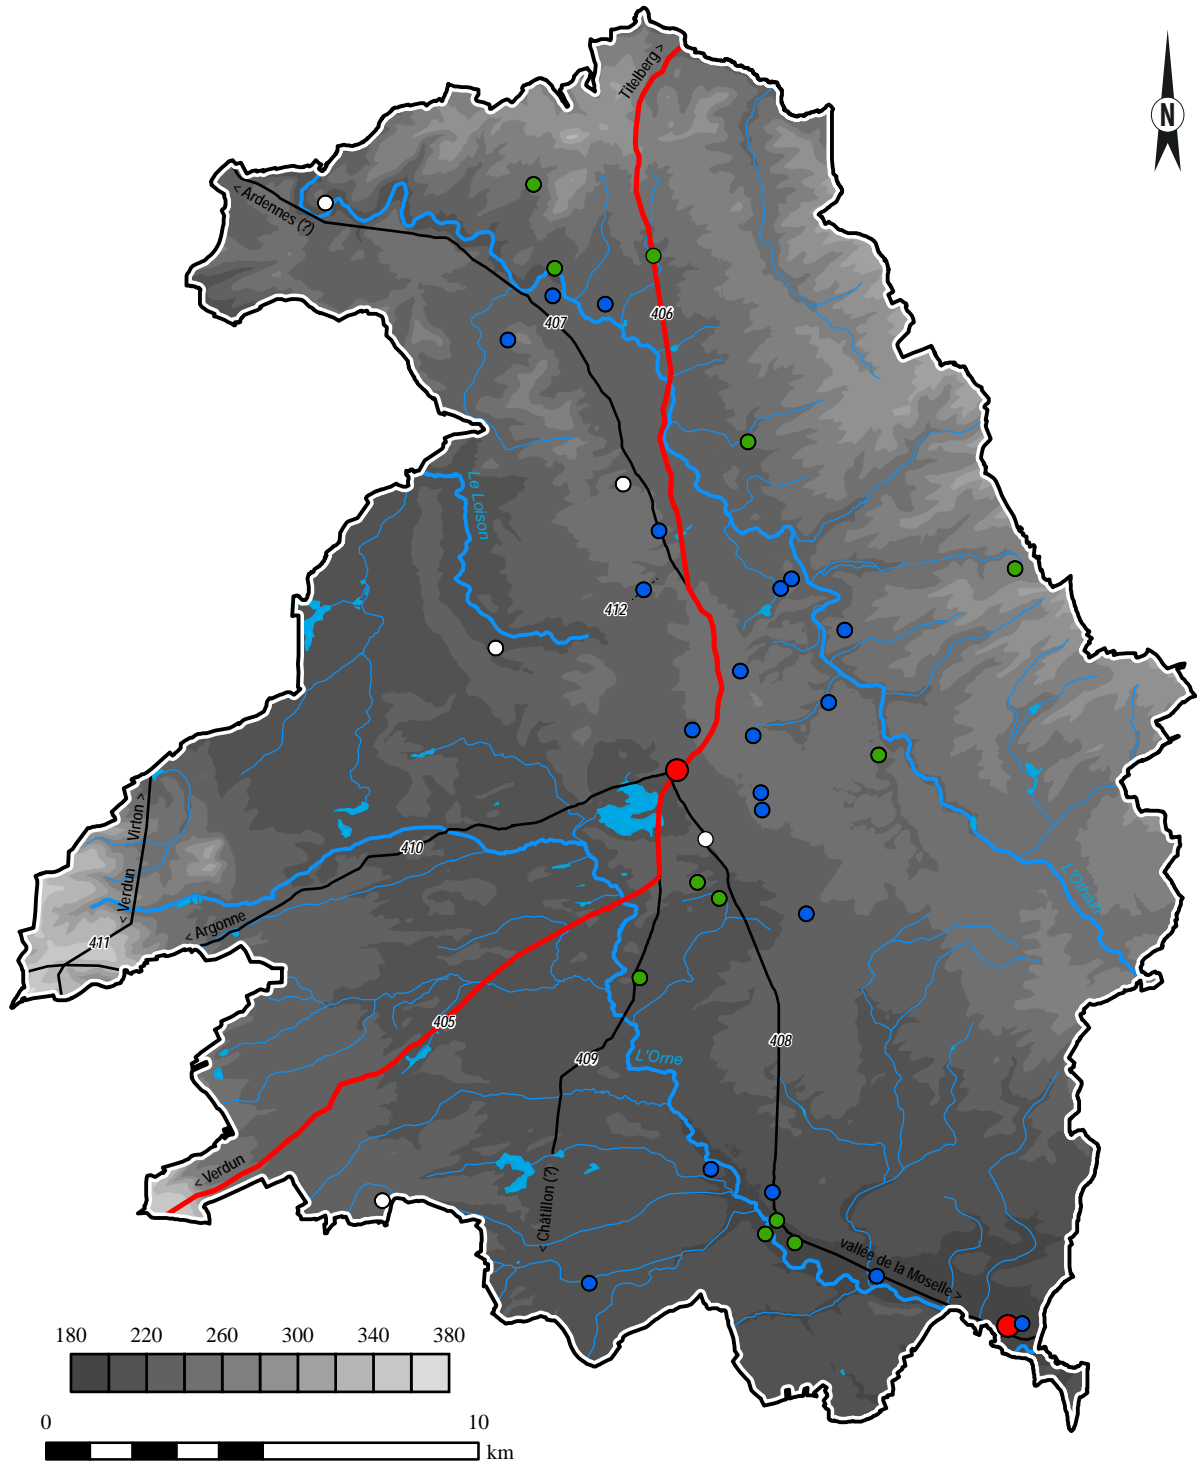 Titelberg >
N
< Ardennes (?)
406
407
Le Loison
412
Virton >
< Verdun
410
L'Othain
< Argonne
411
405
408
409
L'Orne
< Verdun
< Châtillon (?)
vallée de la Moselle >
180 220 260 300 340 380
0 10
km